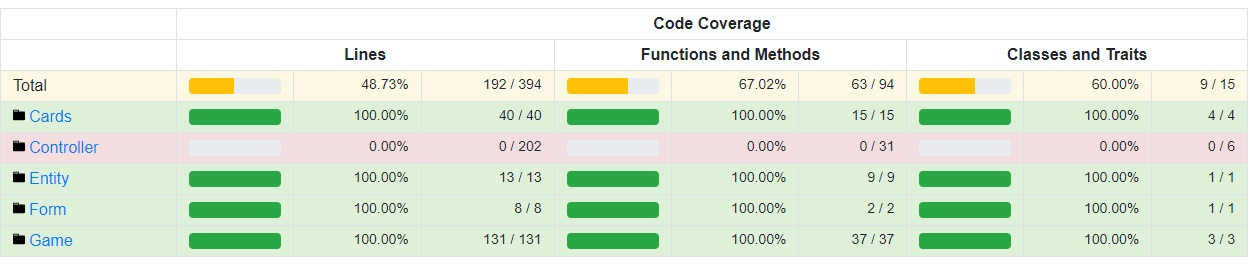 Code Coverage
Lines Functions and Methods Classes and Traits
Total 48.73% 192 / 394 67.02% 63 / 94 60.00% 9 / 15
Cards 100.00% 40 / 40 100.00% 15 / 15 100.00% 4 / 4
Controller 0.00% 0 / 202 0.00% 0 / 31 0.00% 0 / 6
Entity 100.00% 13 / 13 100.00% 9 / 9 100.00% 1 / 1
Form 100.00% 8 / 8 100.00% 2 / 2 100.00% 1 / 1
Game 100.00% 131 / 131 100.00% 37 / 37 100.00% 3 / 3